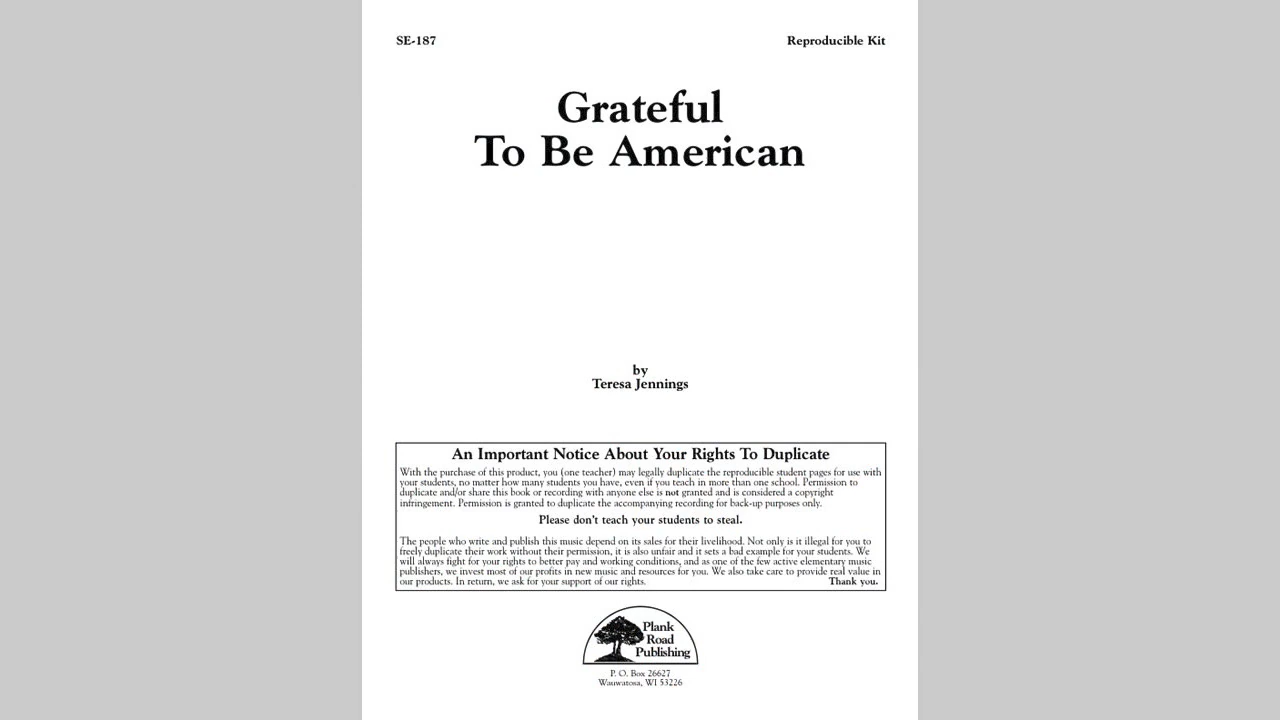 SE-187
Reproducible Kit
Grateful
To Be American
by
Teresa Jennings
An Important Notice About Your Rights To Duplicate
With the purchase of this product, you (one teacher) may legally duplicate the reproducible student pages for use with
your students, no matter how many students you have, even if you teach in more than one school. Permission to
duplicate and/or share this book or recording with anyone else is not granted and is considered a copyright
infringement. Permission is granted to duplicate the accompanying recording for back-up purposes only.
Please don't teach your students to steal.
The people who write and publish this music depend on its sales for their livelihood. Not only is it illegal for you to
freely duplicate their work without their permission, it is also unfair and it sets a bad example for your students. We
will always fight for your rights to better pay and working conditions, and as one of the few active elementary music
publishers, we invest most of our profits in new music and resources for you. We also take care to provide real value in
our products. In return, we ask for your support of our rights. Thank you.
Plank
Road
Publishing
P. O. Box 26627
Wauwatosa, WI 53226